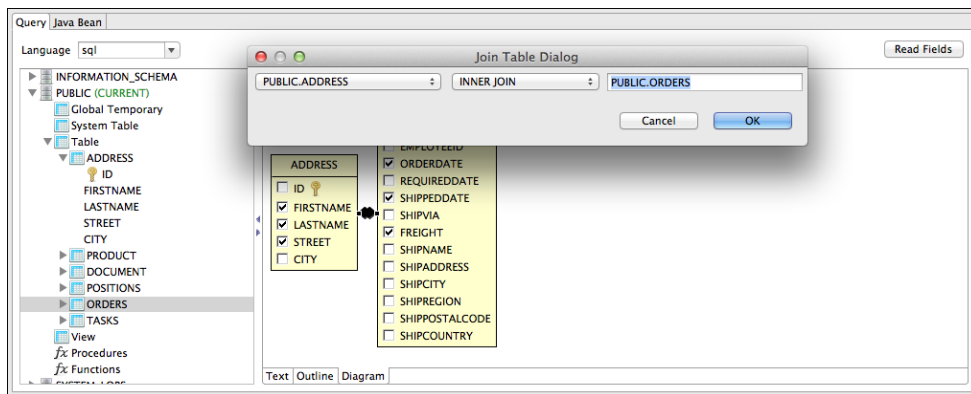 Query Java Bean
Language sql
Join Table Dialog
Read Fields
PUBLIC.ADDRESS INNER JOIN PUBLIC.ORDERS
Cancel OK
INFORMATION_SCHEMA
PUBLIC (CURRENT)
Global Temporary
System Table
Table
ADDRESS
ID
FIRSTNAME
LASTNAME
STREET
CITY
PRODUCT
DOCUMENT
POSITIONS
ORDERS
TASKS
View
fx Procedures
fx Functions
ADDRESS
ID
FIRSTNAME
LASTNAME
STREET
CITY
EMPLOYEEID
ORDERDATE
REQUIREDDATE
SHIPPEDDATE
SHIPVIA
FREIGHT
SHIPNAME
SHIPADDRESS
SHIPCITY
SHIPREGION
SHIPPOSTALCODE
SHIPCOUNTRY
Text Outline Diagram